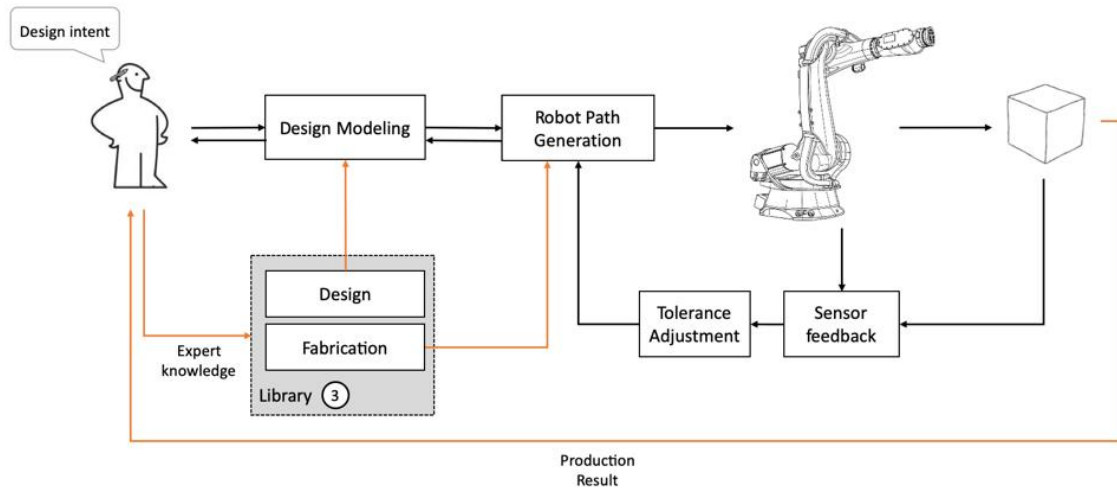 Design intent
Design Modeling
Robot Path
Generation
Design
Fabrication
Library 3
Expert
knowledge
Tolerance
Adjustment
Sensor
feedback
Production
Result